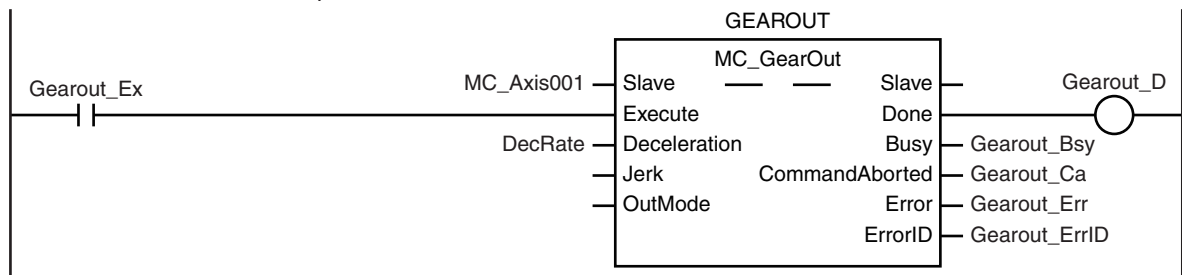 GEAROUT
MC_GearOut
Gearout_Ex
MC_Axis001 Slave Slave Gearout_D
Execute Done
DecRate Deceleration Busy Gearout_Bsy
Jerk CommandAborted Gearout_Ca
OutMode Error Gearout_Err
ErrorID Gearout_ErrID